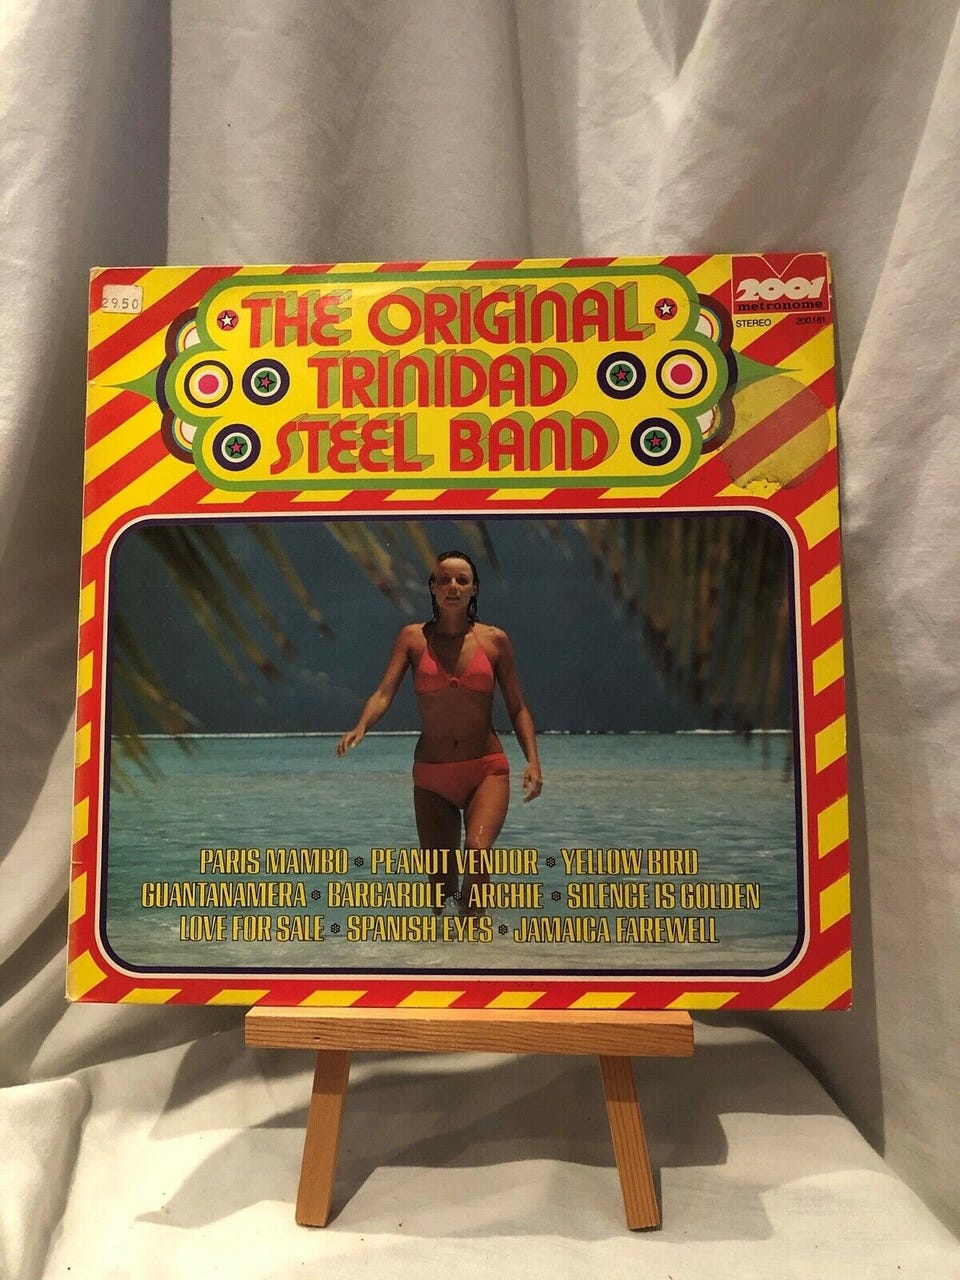 29.50
THE ORIGINAL
TRINIDAD
STEEL BAND
2001
metronome
STEREO 200.161
PARIS MAMBO PEANUT VENDOR YELLOW BIRD
GUANTANAMERA BARCAROLE ARCHIE SILENCE IS GOLDEN
LOVE FOR SALE SPANISH EYES JAMAICA FAREWELL